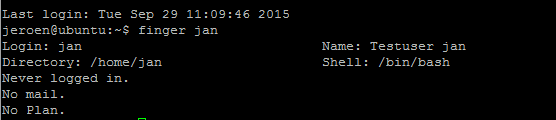 Last login: Tue Sep 29 11:09:46 2015
jeroen@ubuntu:~$ finger jan
Login: jan                              Name: Testuser jan
Directory: /home/jan                    Shell: /bin/bash
Never logged in.
No mail.
No Plan.